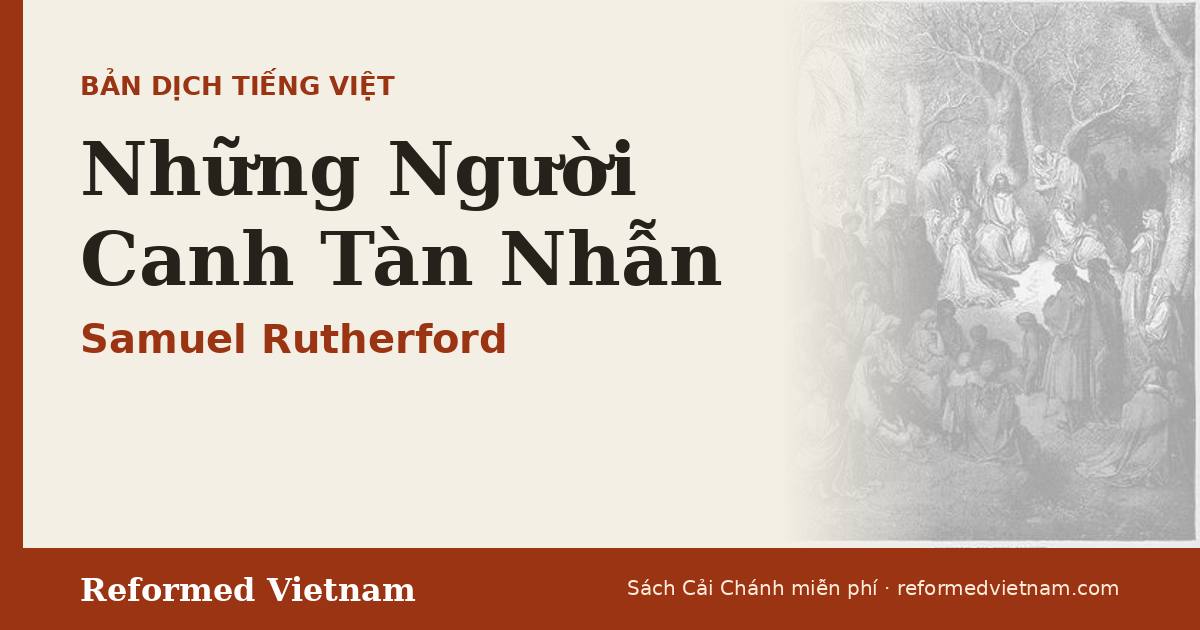 BẢN DỊCH TIẾNG VIỆT
Những Người
Canh Tàn Nhẫn
Samuel Rutherford
Reformed Vietnam
Sách Cải Chánh miễn phí · reformedvietnam.com